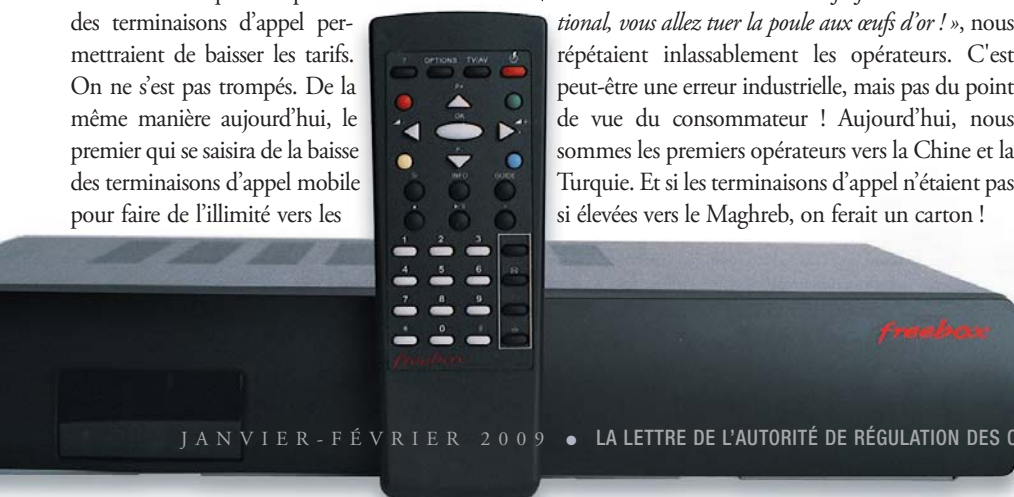 des terminaisons d'appel per-
mettraient de baisser les tarifs.
On ne s'est pas trompés. De la
même manière aujourd'hui, le
premier qui se saisira de la baisse
des terminaisons d'appel mobile
pour faire de l'illimité vers les
tional, vous allez tuer la poule aux œufs d'or ! », nous
répétaient inlassablement les opérateurs. C'est
peut-être une erreur industrielle, mais pas du point
de vue du consommateur ! Aujourd'hui, nous
sommes les premiers opérateurs vers la Chine et la
Turquie. Et si les terminaisons d'appel n'étaient pas
si élevées vers le Maghreb, on ferait un carton !
? OPTIONS TV/AV
P+
OK
P-
INFO GUIDE
1 2 3
4 5 6
7 8 9
0
freebox
freebox
JANVIER-FÉVRIER 2009 • LA LETTRE DE L'AUTORITÉ DE RÉGULATION DES